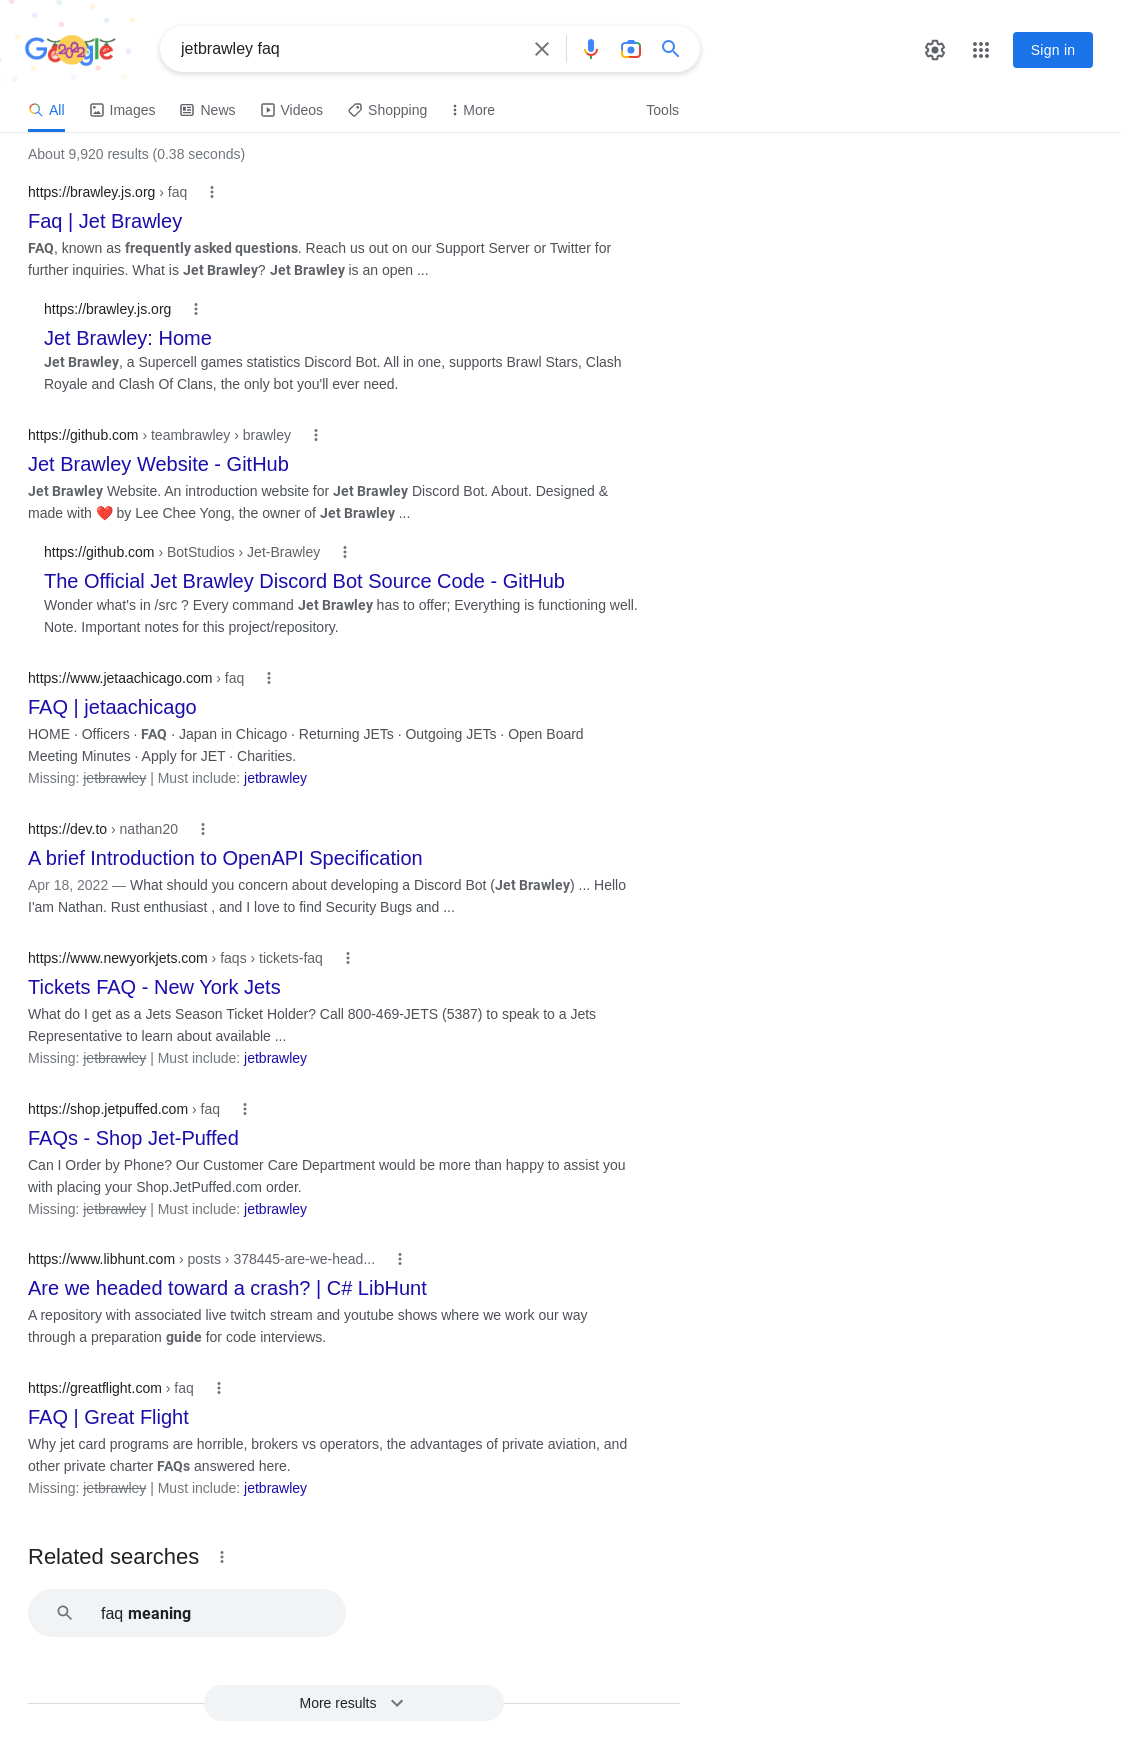 Google
jetbrawley faq
Sign in
All Images News Videos Shopping More Tools
About 9,920 results (0.38 seconds)
https://brawley.js.org › faq
Faq | Jet Brawley
FAQ, known as frequently asked questions. Reach us out on our Support Server or Twitter for
further inquiries. What is Jet Brawley? Jet Brawley is an open ...
https://brawley.js.org
Jet Brawley: Home
Jet Brawley, a Supercell games statistics Discord Bot. All in one, supports Brawl Stars, Clash
Royale and Clash Of Clans, the only bot you'll ever need.
https://github.com › teambrawley › brawley
Jet Brawley Website - GitHub
Jet Brawley Website. An introduction website for Jet Brawley Discord Bot. About. Designed &
made with ❤️ by Lee Chee Yong, the owner of Jet Brawley ...
https://github.com › BotStudios › Jet-Brawley
The Official Jet Brawley Discord Bot Source Code - GitHub
Wonder what's in /src ? Every command Jet Brawley has to offer; Everything is functioning well.
Note. Important notes for this project/repository.
https://www.jetaachicago.com › faq
FAQ | jetaachicago
HOME · Officers · FAQ · Japan in Chicago · Returning JETs · Outgoing JETs · Open Board
Meeting Minutes · Apply for JET · Charities.
Missing: jetbrawley | Must include: jetbrawley
https://dev.to › nathan20
A brief Introduction to OpenAPI Specification
Apr 18, 2022 — What should you concern about developing a Discord Bot (Jet Brawley) ... Hello
I'am Nathan. Rust enthusiast , and I love to find Security Bugs and ...
https://www.newyorkjets.com › faqs › tickets-faq
Tickets FAQ - New York Jets
What do I get as a Jets Season Ticket Holder? Call 800-469-JETS (5387) to speak to a Jets
Representative to learn about available ...
Missing: jetbrawley | Must include: jetbrawley
https://shop.jetpuffed.com › faq
FAQs - Shop Jet-Puffed
Can I Order by Phone? Our Customer Care Department would be more than happy to assist you
with placing your Shop.JetPuffed.com order.
Missing: jetbrawley | Must include: jetbrawley
https://www.libhunt.com › posts › 378445-are-we-head...
Are we headed toward a crash? | C# LibHunt
A repository with associated live twitch stream and youtube shows where we work our way
through a preparation guide for code interviews.
https://greatflight.com › faq
FAQ | Great Flight
Why jet card programs are horrible, brokers vs operators, the advantages of private aviation, and
other private charter FAQs answered here.
Missing: jetbrawley | Must include: jetbrawley
Related searches
faq meaning
More results